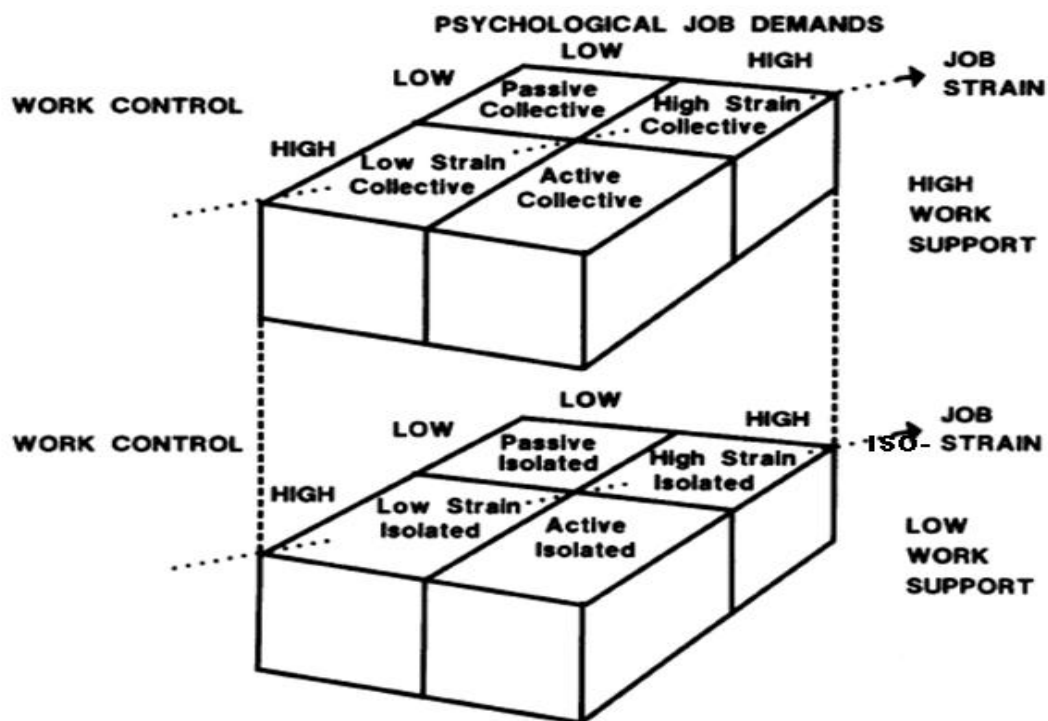 PSYCHOLOGICAL JOB DEMANDS
LOW
HIGH
JOB
STRAIN
LOW
WORK CONTROL
HIGH
Passive
Collective
High Strain
Collective
Low Strain
Collective
Active
Collective
HIGH
WORK
SUPPORT
LOW
HIGH
JOB
ISO- STRAIN
LOW
WORK CONTROL
HIGH
Passive
Isolated
High Strain
Isolated
Low Strain
Isolated
Active
Isolated
LOW
WORK
SUPPORT